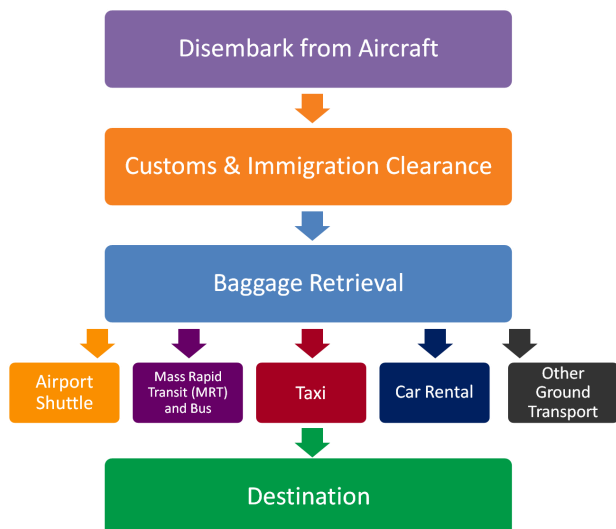 Disembark from Aircraft
Customs & Immigration Clearance
Baggage Retrieval
Airport
Shuttle
Mass Rapid
Transit (MRT)
and Bus
Taxi
Car Rental
Other
Ground
Transport
Destination